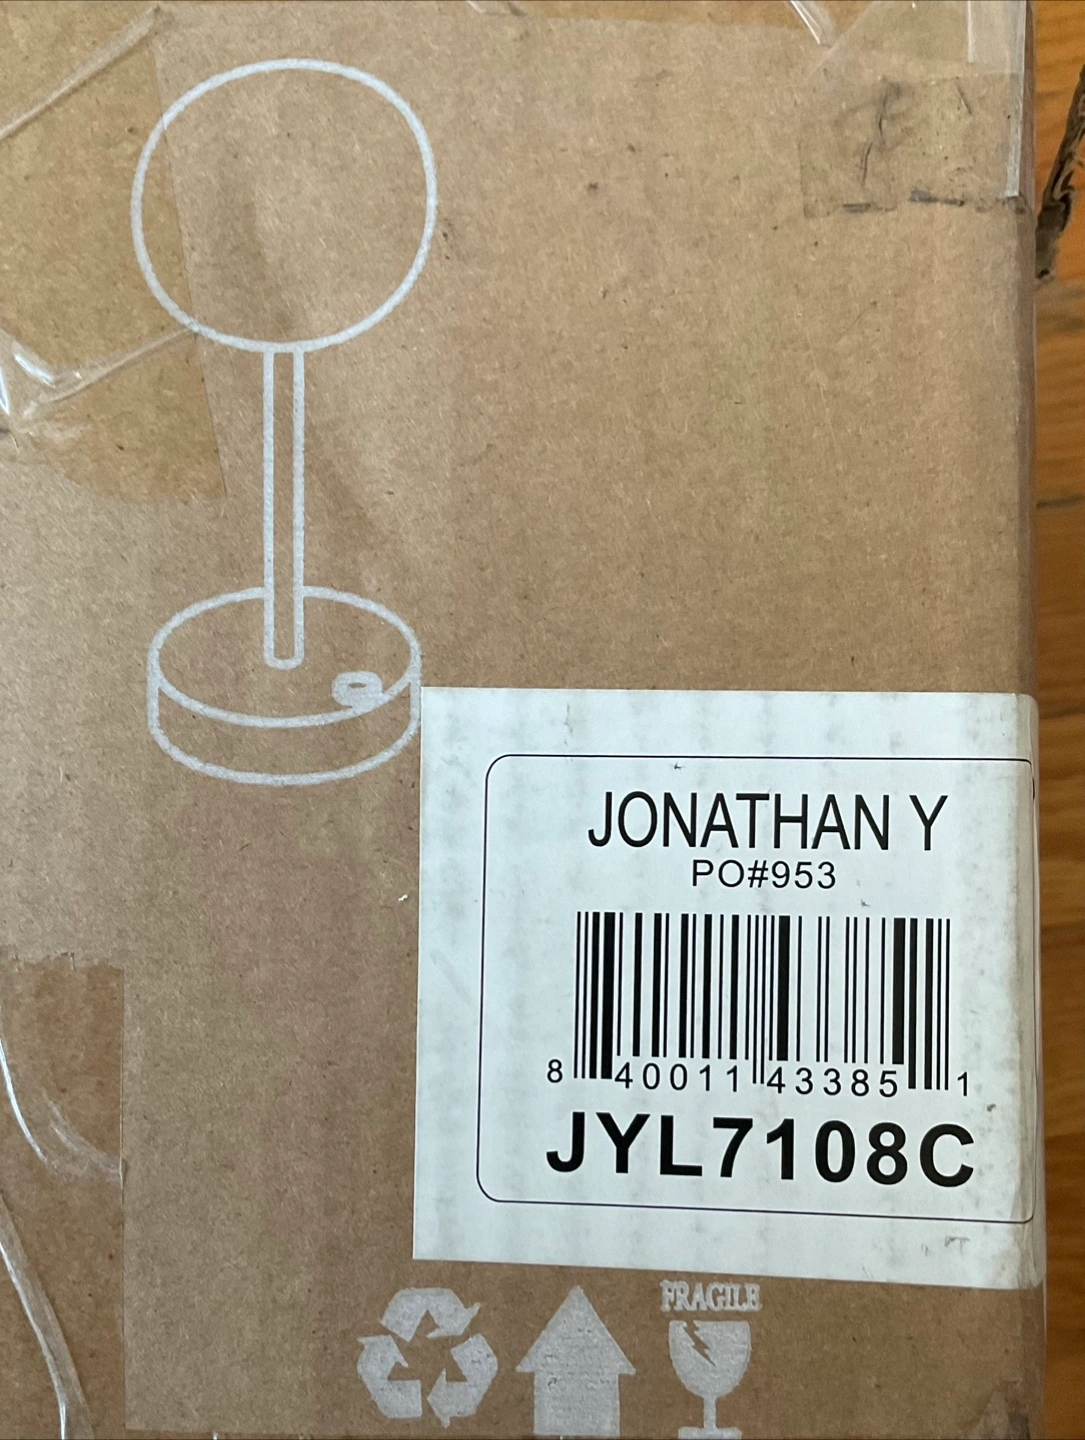 JONATHAN Y
PO#953
8 40011 43385 1
JYL7108C
FRAGILE